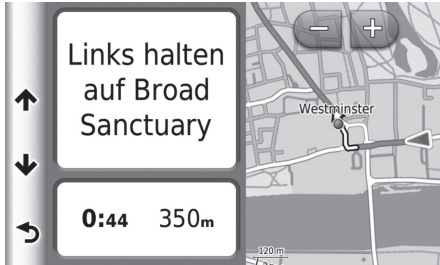 Links halten
auf Broad
Sanctuary
0:44 350m
Westminster
120 m